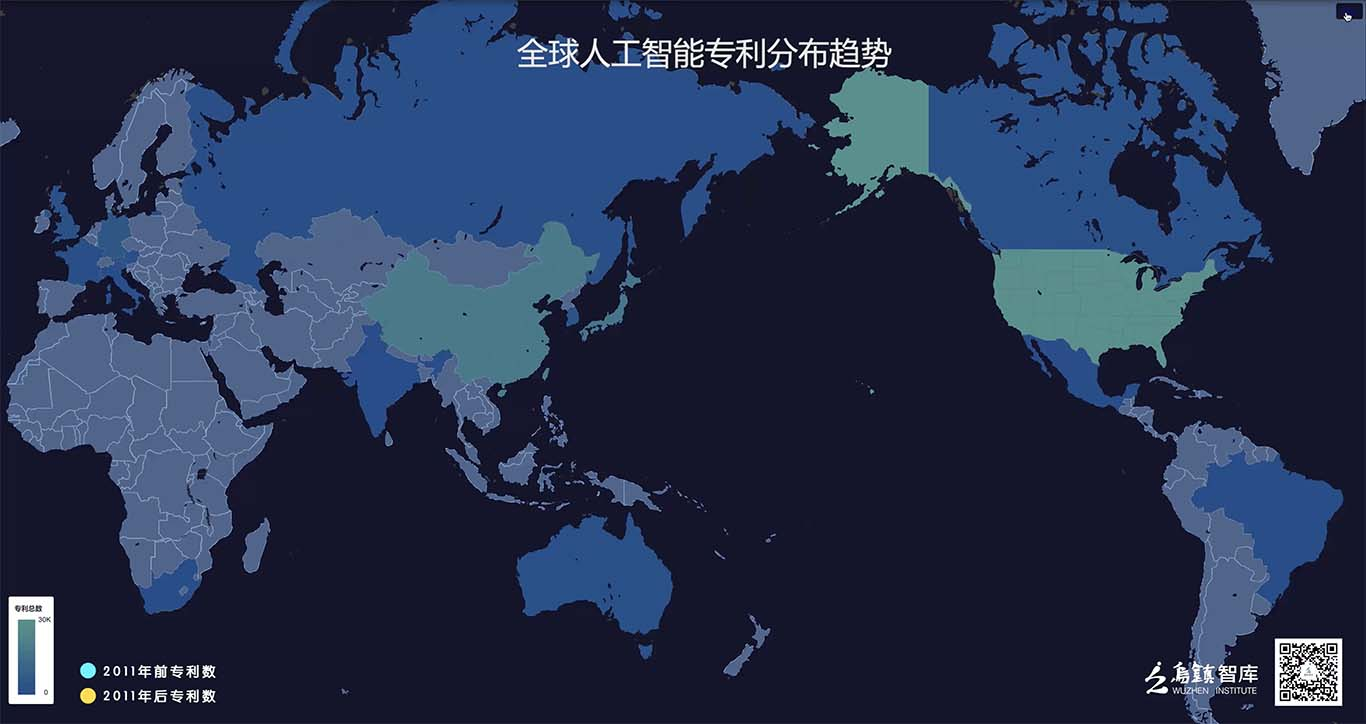 全球人工智能专利分布趋势
专利总数
30K
0
2011年前专利数
2011年后专利数
乌镇智库
WUZHEN INSTITUTE